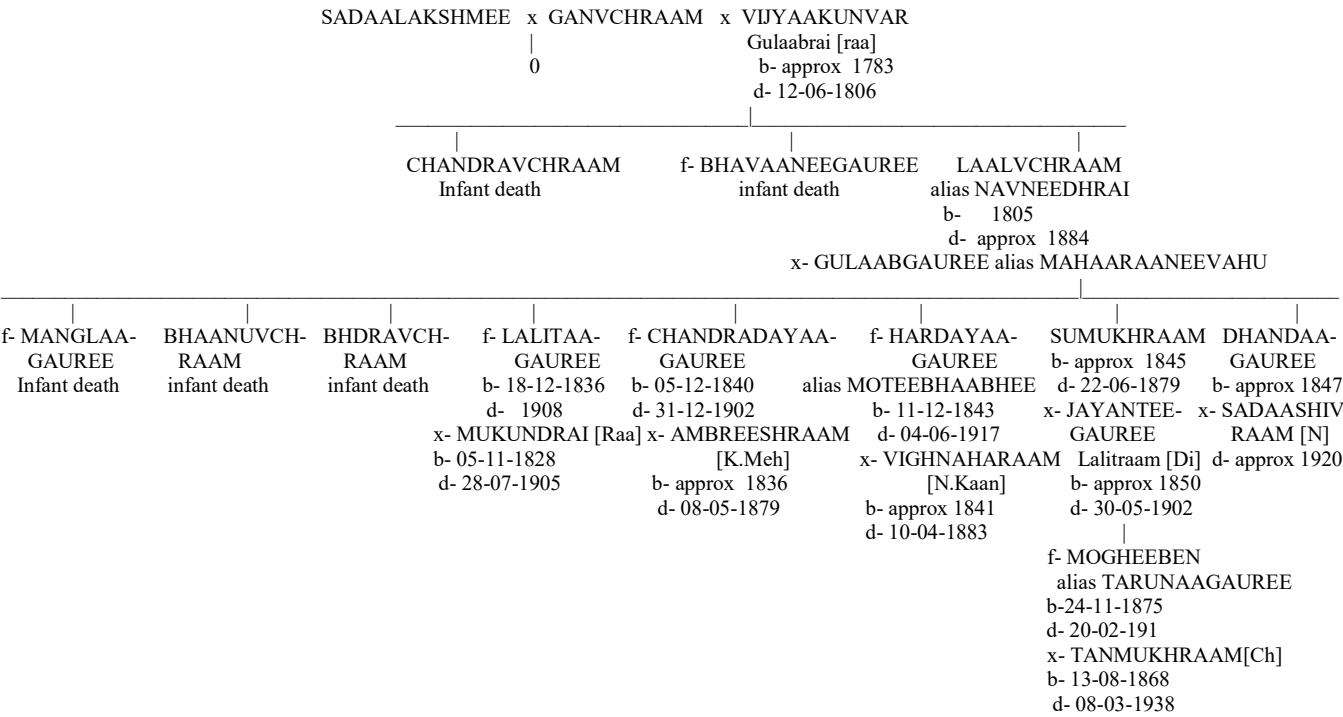 SADAALAKSHMEE x GANVCHRAAM x VIJYAAKUNVAR
| Gulaabrai [raa]
0 b- approx 1783
d- 12-06-1806
|
| | |
CHANDRAVCHRAAM f- BHAVAANEEGAUREE LAALVCHRAAM
Infant death infant death alias NAVNEEDHRAI
b- 1805
d- approx 1884
x- GULAABGAUREE alias MAHAARAANEEVAHU
|
| | | | | | | |
f- MANGLAA- BHAANUVCH- BHDRAVCH- f- LALITAA- f- CHANDRADAYAA- f- HARDAYAA- SUMUKHRAAM DHANDAA-
GAUREE RAAM RAAM GAUREE GAUREE GAUREE b- approx 1845 GAUREE
Infant death infant death infant death b- 18-12-1836 b- 05-12-1840 alias MOTEEBHAABHEE d- 22-06-1879 b- approx 1847
d- 1908 d- 31-12-1902 b- 11-12-1843 x- JAYANTEE- x- SADAASHIV
x- MUKUNDRAI [Raa] x- AMBREESHRAAM d- 04-06-1917 GAUREE RAAM [N]
b- 05-11-1828 [K.Meh] x- VIGHNAHARAAM Lalitraam [Di] d- approx 1920
d- 28-07-1905 b- approx 1836 [N.Kaan] b- approx 1850
d- 08-05-1879 b- approx 1841 d- 30-05-1902
d- 10-04-1883 |
f- MOGHEEBEN
alias TARUNAAGAUREE
b-24-11-1875
d- 20-02-191
x- TANMUKHRAAM[Ch]
b- 13-08-1868
d- 08-03-1938